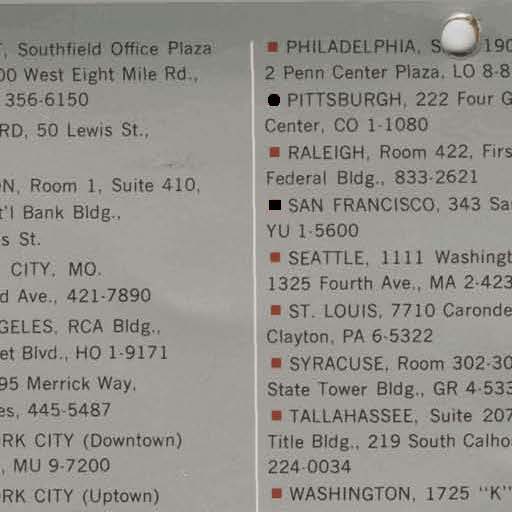 Southfield Office Plaza
00 West Eight Mile Rd.,
356-6150
RD, 50 Lewis St.,
N, Room 1, Suite 410,
t'l Bank Bldg.,
s St.
CITY, MO.
d Ave., 421-7890
GELES, RCA Bldg.,
et Blvd., HO 1-9171
95 Merrick Way,
es, 445-5487
RK CITY (Downtown)
, MU 9-7200
RK CITY (Uptown)
PHILADELPHIA, S 190
2 Penn Center Plaza, LO 8-8
PITTSBURGH, 222 Four G
Center, CO 1-1080
RALEIGH, Room 422, Firs
Federal Bldg., 833-2621
SAN FRANCISCO, 343 Sa
YU 1-5600
SEATTLE, 1111 Washingt
1325 Fourth Ave., MA 2-423
ST. LOUIS, 7710 Caronde
Clayton, PA 6-5322
SYRACUSE, Room 302-30
State Tower Bldg., GR 4-533
TALLAHASSEE, Suite 207
Title Bldg., 219 South Calho
224-0034
WASHINGTON, 1725 “K”